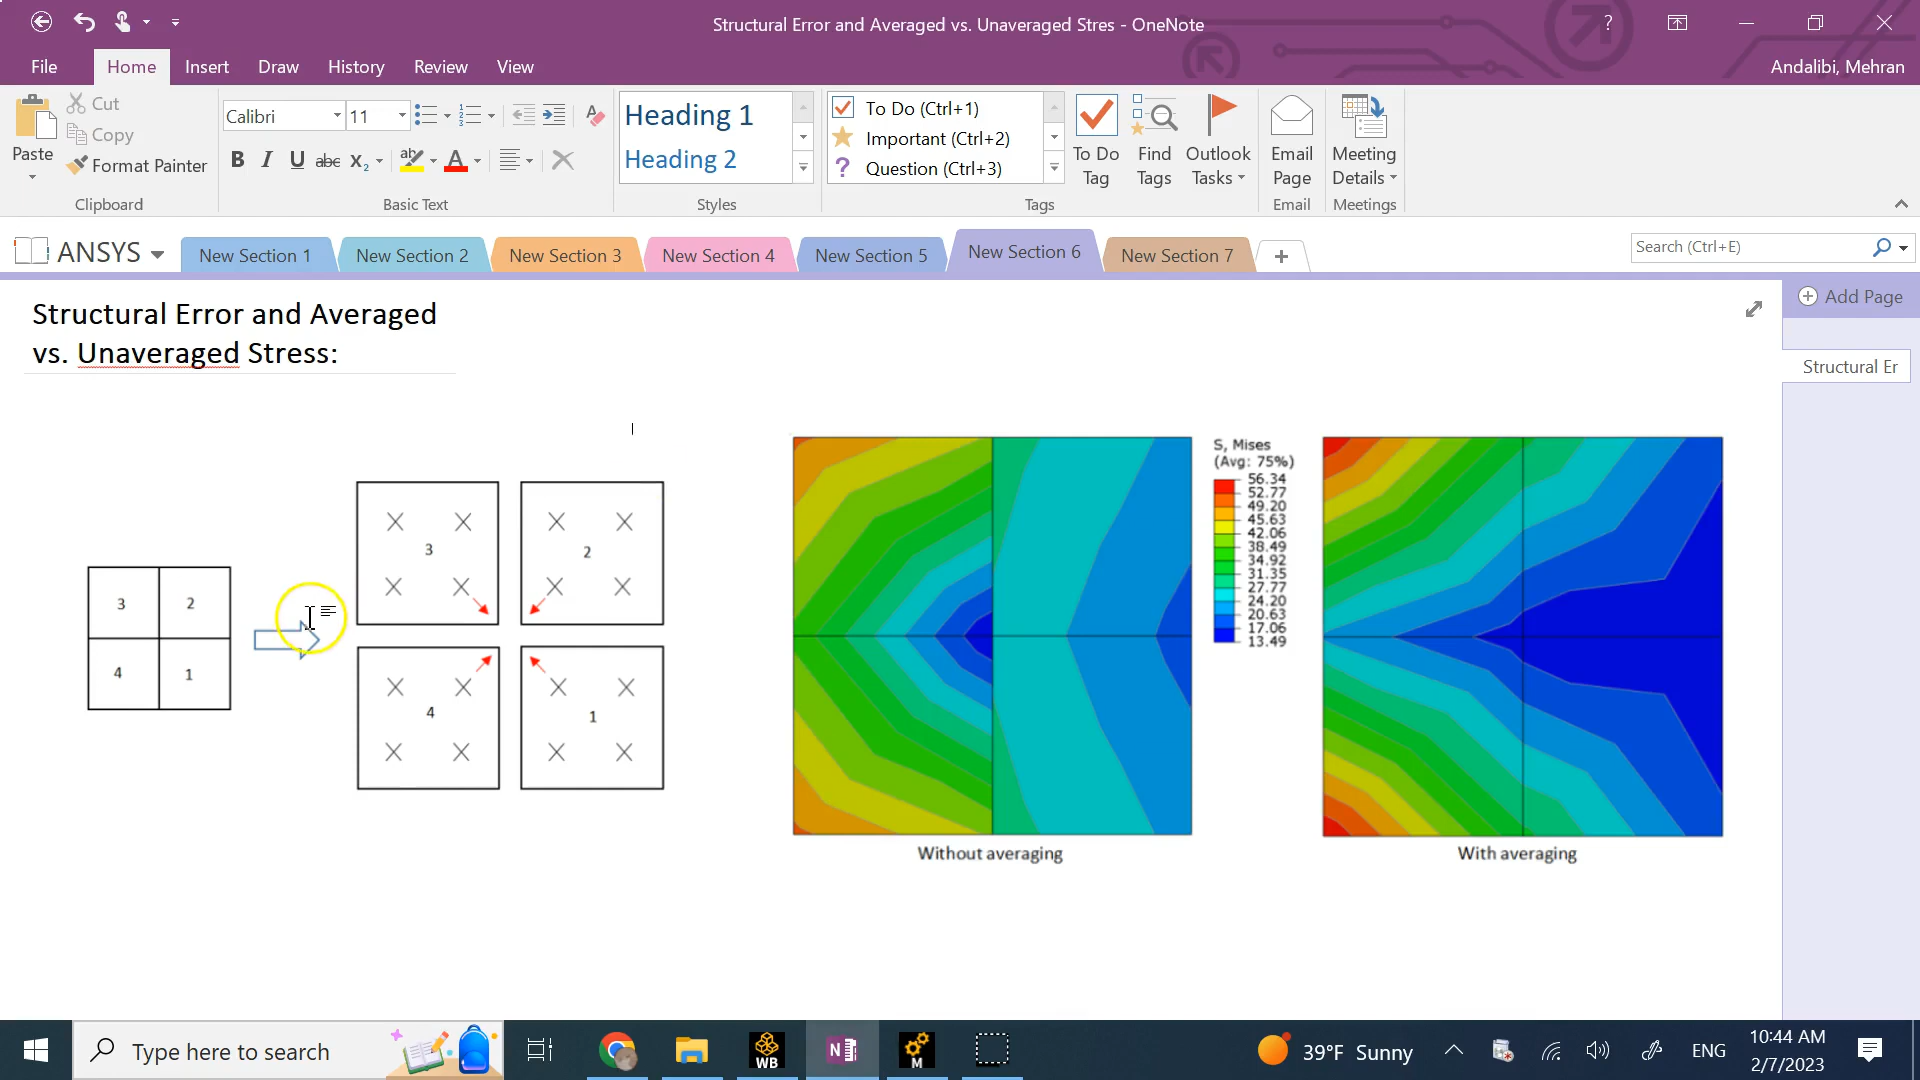 Structural Error and Averaged vs. Unaveraged Stres - OneNote
?
File
Home
Insert
Draw
History
Review
View
Andalibi, Mehran
Paste
Cut
Copy
Format Painter
Clipboard
Calibri
11
B I U abc X₂
A
Basic Text
Heading 1
Heading 2
Styles
To Do (Ctrl+1)
Important (Ctrl+2)
? Question (Ctrl+3)
Tags
To Do
Tag
Find
Tags
Outlook
Tasks
Email
Page
Email
Meeting
Details
Meetings
ANSYS
New Section 1
New Section 2
New Section 3
New Section 4
New Section 5
New Section 6
New Section 7
+
Search (Ctrl+E)
Add Page
Structural Er
Structural Error and Averaged
vs. Unaveraged Stress:
3
2
4
1
3
2
4
1
S, Mises
(Avg: 75%)
56.34
52.77
49.20
45.63
42.06
38.49
34.92
31.35
27.77
24.20
20.63
17.06
13.49
Without averaging
With averaging
Type here to search
WB
N
M
39°F Sunny
ENG
10:44 AM
2/7/2023